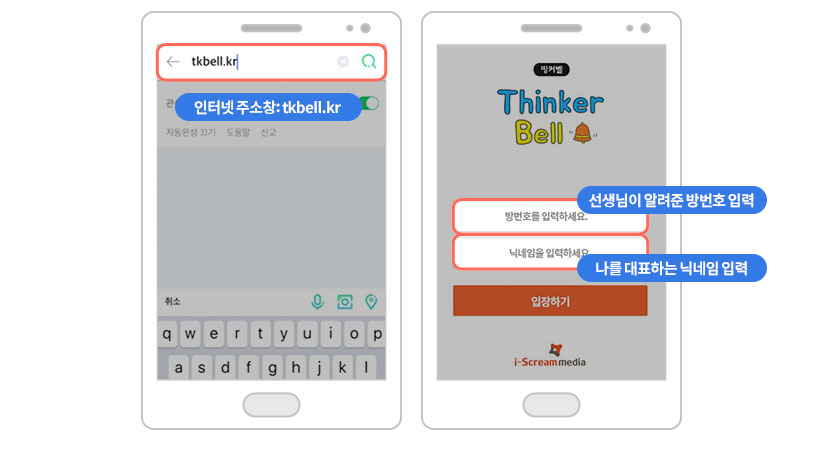 tkbell.kr
인터넷 주소창: tkbell.kr
자동완성 끄기 도움말 신고
취소
q w e r t y u i o p
a s d f g h j k l
띵커벨
Thinker
Bell
선생님이 알려준 방번호 입력
방번호를 입력하세요.
닉네임을 입력하세요
나를 대표하는 닉네임 입력
입장하기
i-Scream media